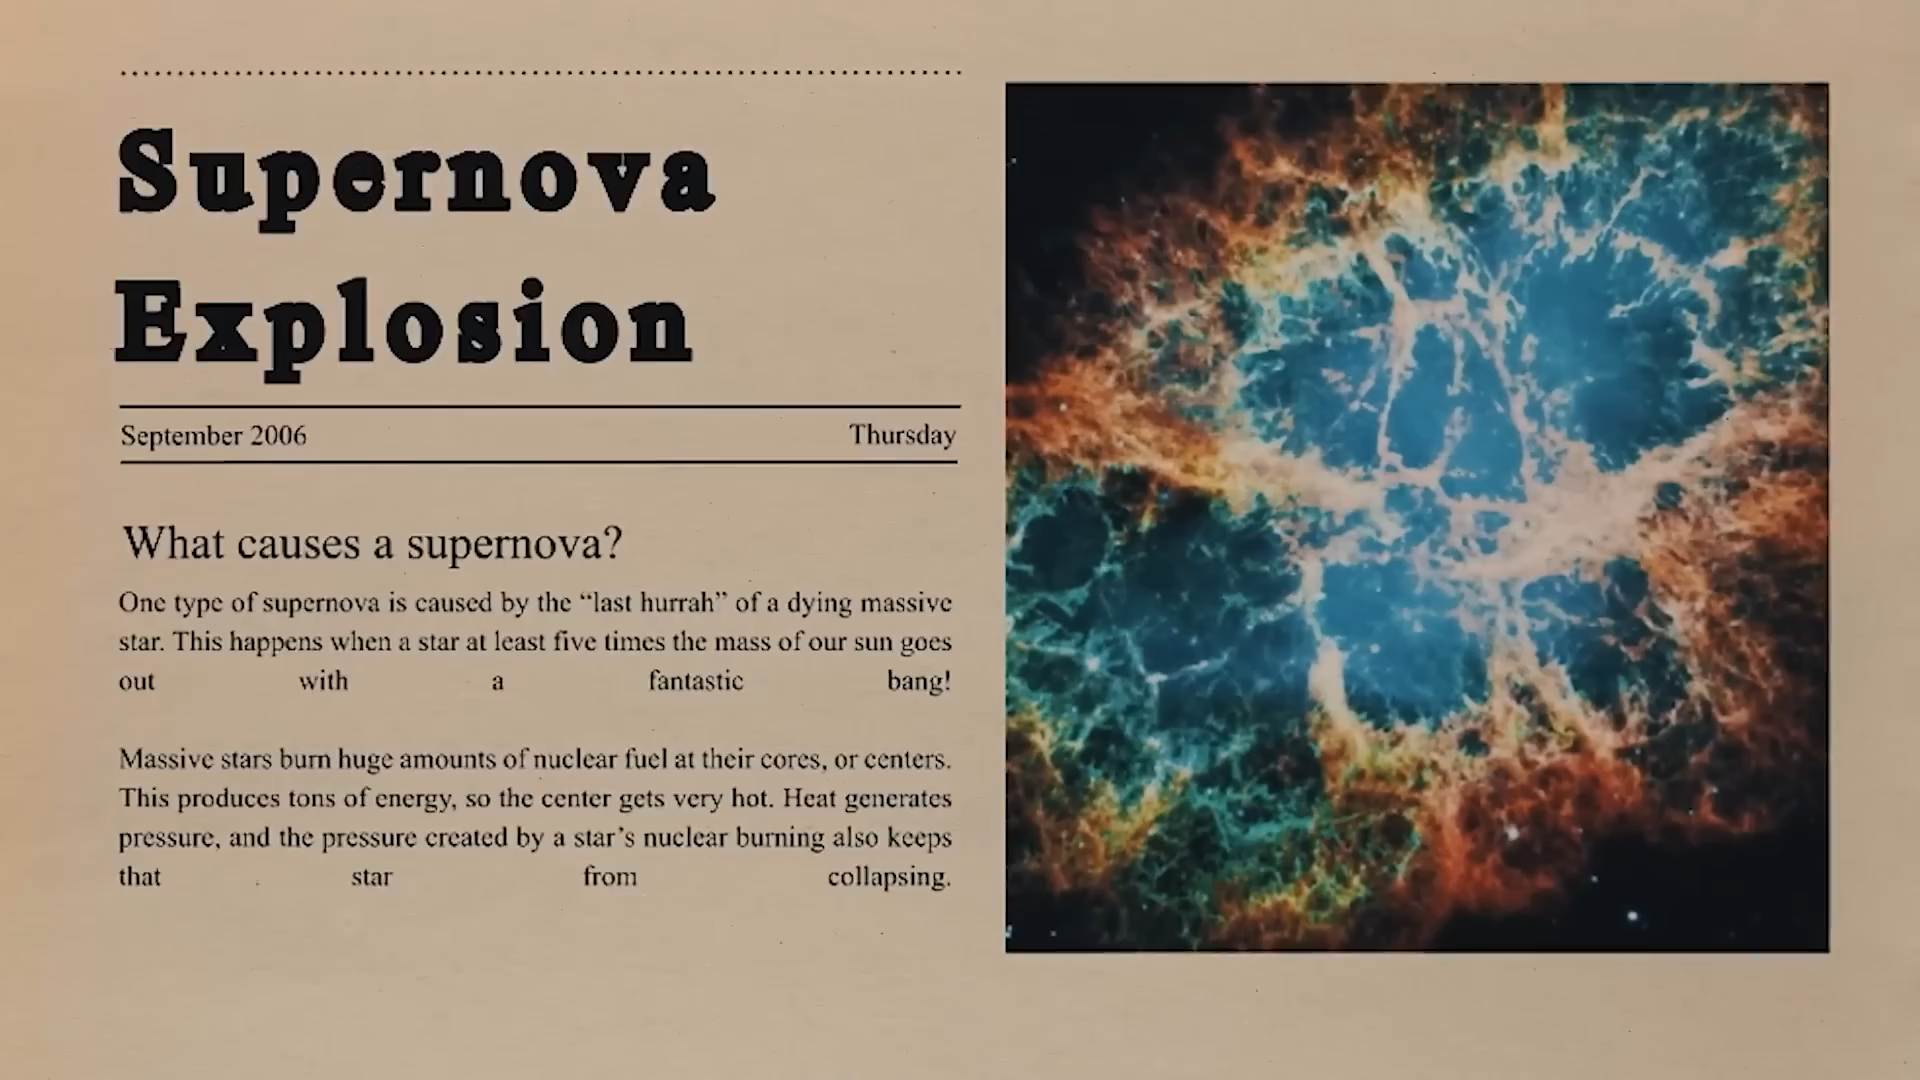 Supernova
Explosion
September 2006 Thursday
What causes a supernova?
One type of supernova is caused by the “last hurrah” of a dying massive
star. This happens when a star at least five times the mass of our sun goes
out with a fantastic bang!
Massive stars burn huge amounts of nuclear fuel at their cores, or centers.
This produces tons of energy, so the center gets very hot. Heat generates
pressure, and the pressure created by a star’s nuclear burning also keeps
that star from collapsing.